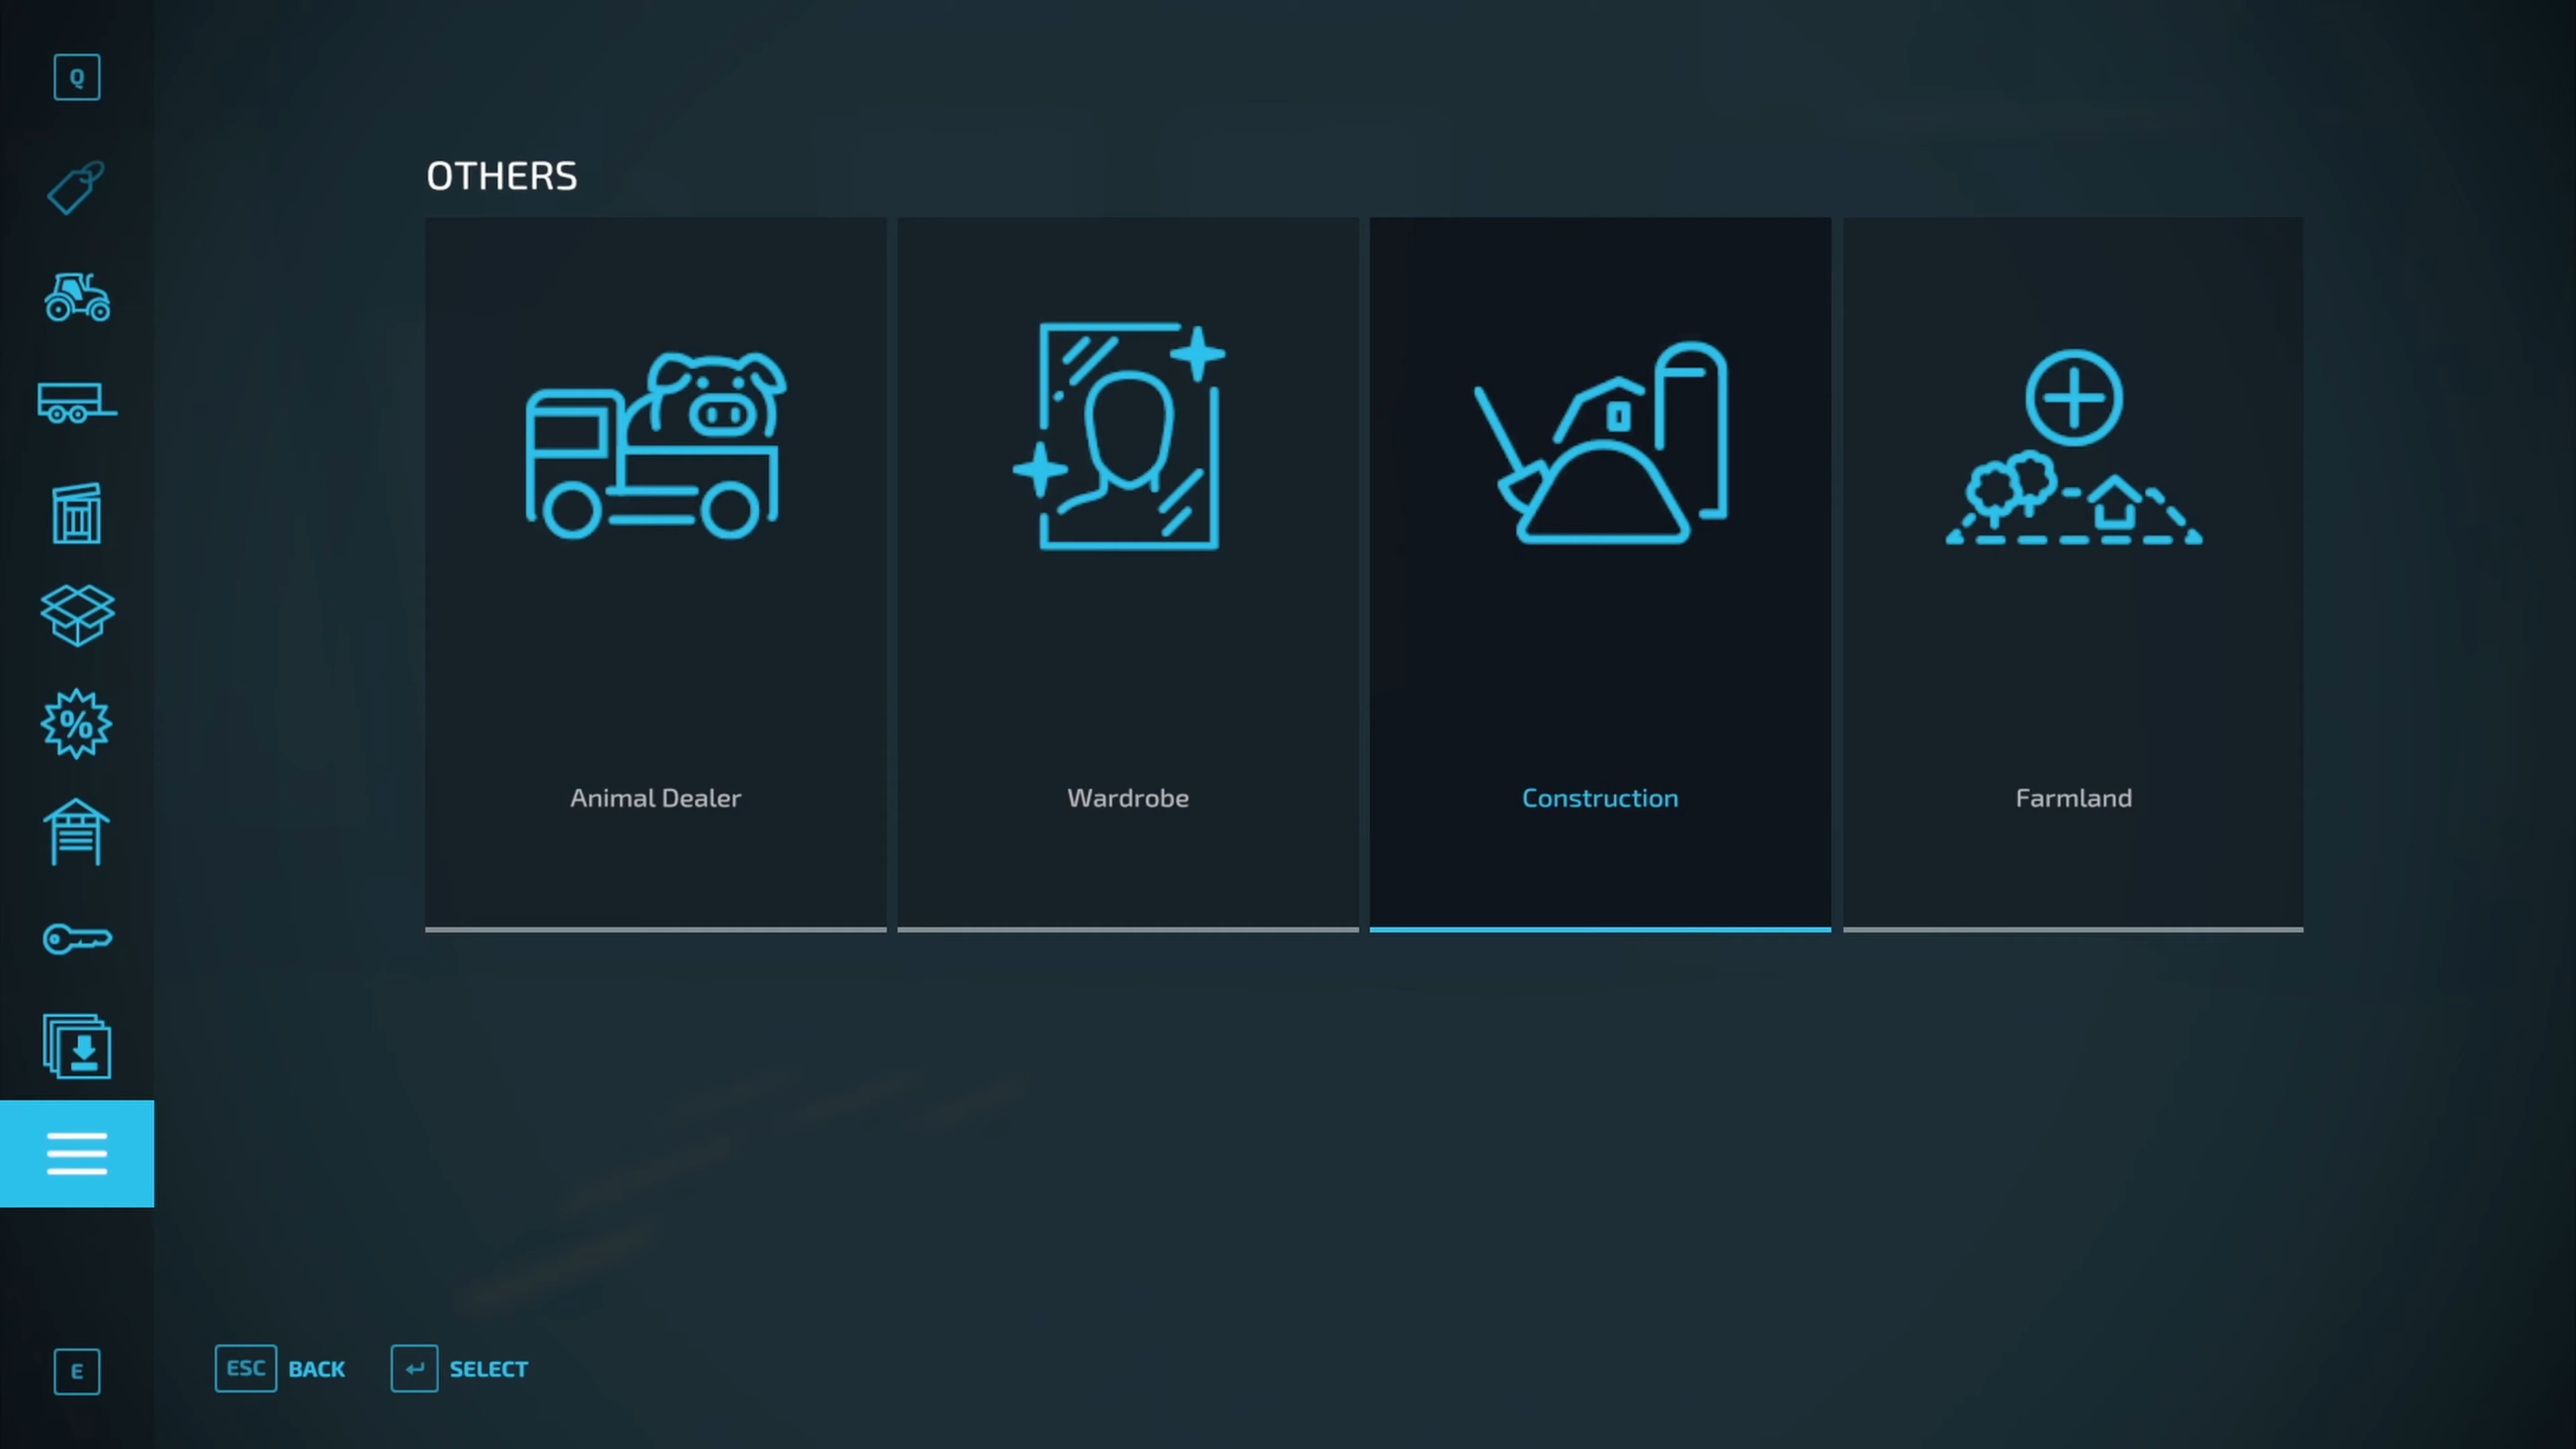 Q
OTHERS
%
Animal Dealer
Wardrobe
Construction
Farmland
E
ESC BACK
SELECT